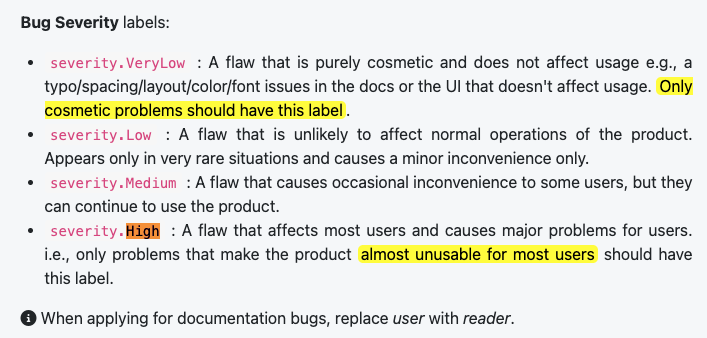 Bug Severity labels:
severity.VeryLow : A flaw that is purely cosmetic and does not affect usage e.g., a
typo/spacing/layout/color/font issues in the docs or the UI that doesn't affect usage. Only
cosmetic problems should have this label.
severity.Low : A flaw that is unlikely to affect normal operations of the product.
Appears only in very rare situations and causes a minor inconvenience only.
severity.Medium : A flaw that causes occasional inconvenience to some users, but they
can continue to use the product.
severity.High : A flaw that affects most users and causes major problems for users.
i.e., only problems that make the product almost unusable for most users should have
this label.
When applying for documentation bugs, replace user with reader.